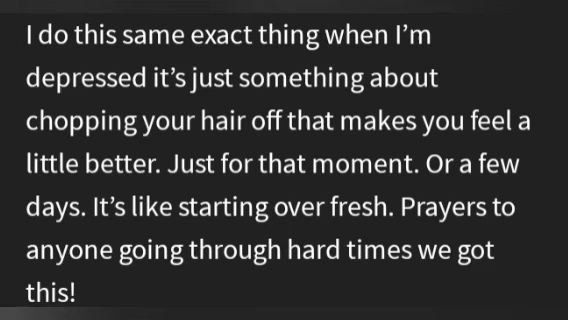 I do this same exact thing when I’m
depressed it’s just something about
chopping your hair off that makes you feel a
little better. Just for that moment. Or a few
days. It’s like starting over fresh. Prayers to
anyone going through hard times we got
this!